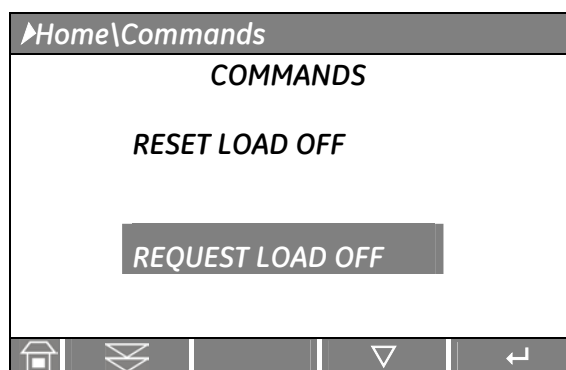 Home\Commands
COMMANDS
RESET LOAD OFF
REQUEST LOAD OFF